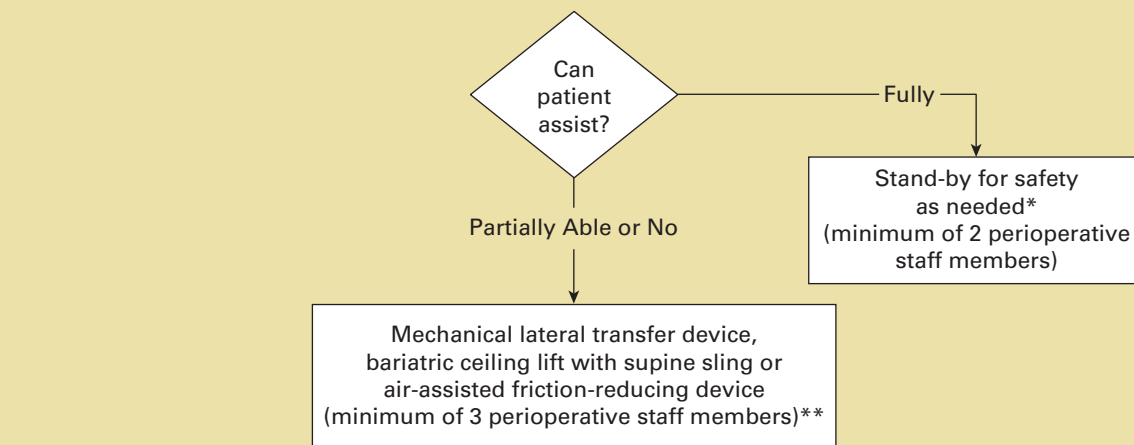 Can
patient
assist?
Fully
Stand-by for safety
as needed*
(minimum of 2 perioperative
staff members)
Partially Able or No
Mechanical lateral transfer device,
bariatric ceiling lift with supine sling or
air-assisted friction-reducing device
(minimum of 3 perioperative staff members)**